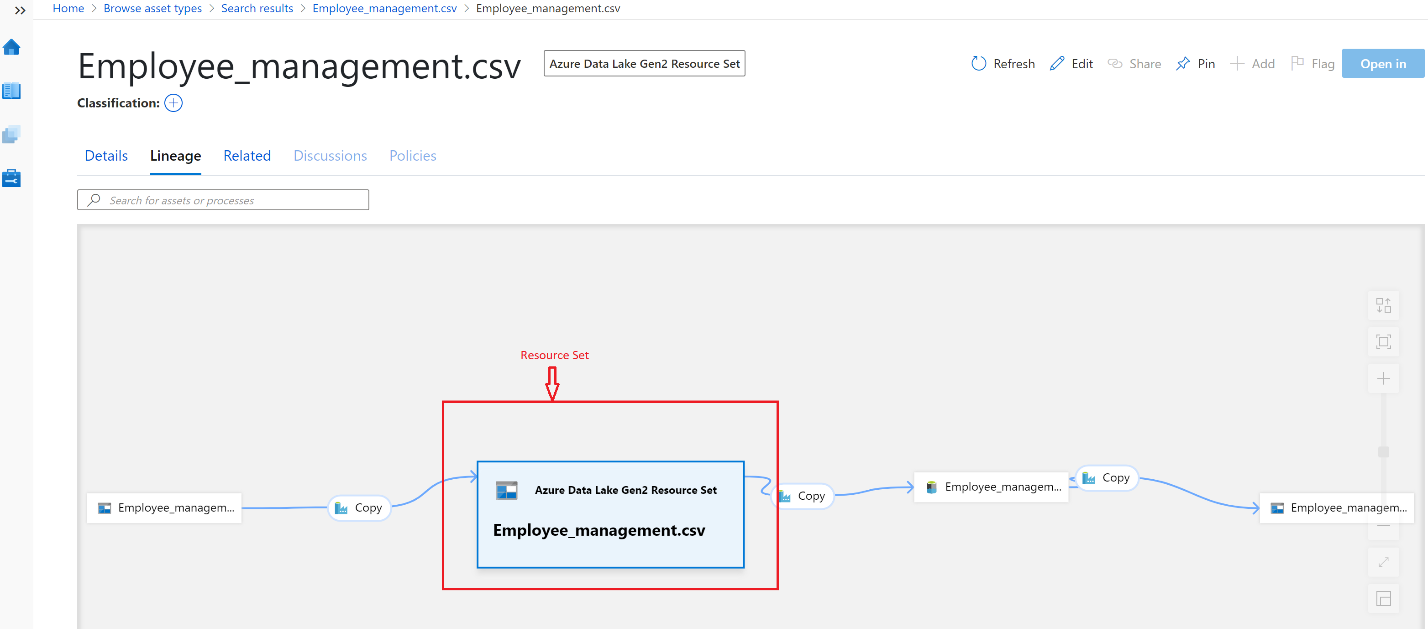 Home > Browse asset types > Search results > Employee_management.csv > Employee_management.csv
Employee_management.csv
Azure Data Lake Gen2 Resource Set
Refresh Edit Share Pin Add Flag Open in
Classification:
Details Lineage Related Discussions Policies
Search for assets or processes
Resource Set
Employee_managem...
Copy
Azure Data Lake Gen2 Resource Set
Employee_management.csv
Copy
Employee_managem...
Copy
Employee_managem...